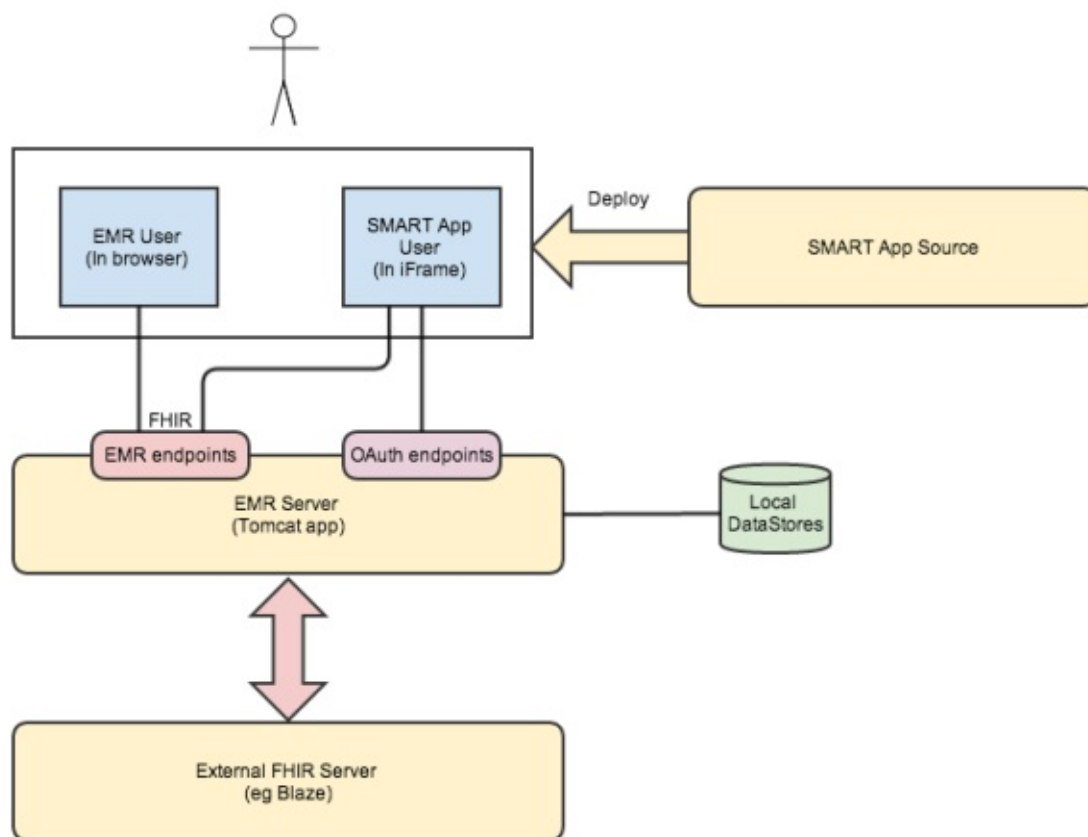 Deploy
EMR User
(In browser)
SMART App
User
(In iFrame)
SMART App Source
FHIR
EMR endpoints
OAuth endpoints
EMR Server
(Tomcat app)
Local
DataStores
External FHIR Server
(eg Blaze)